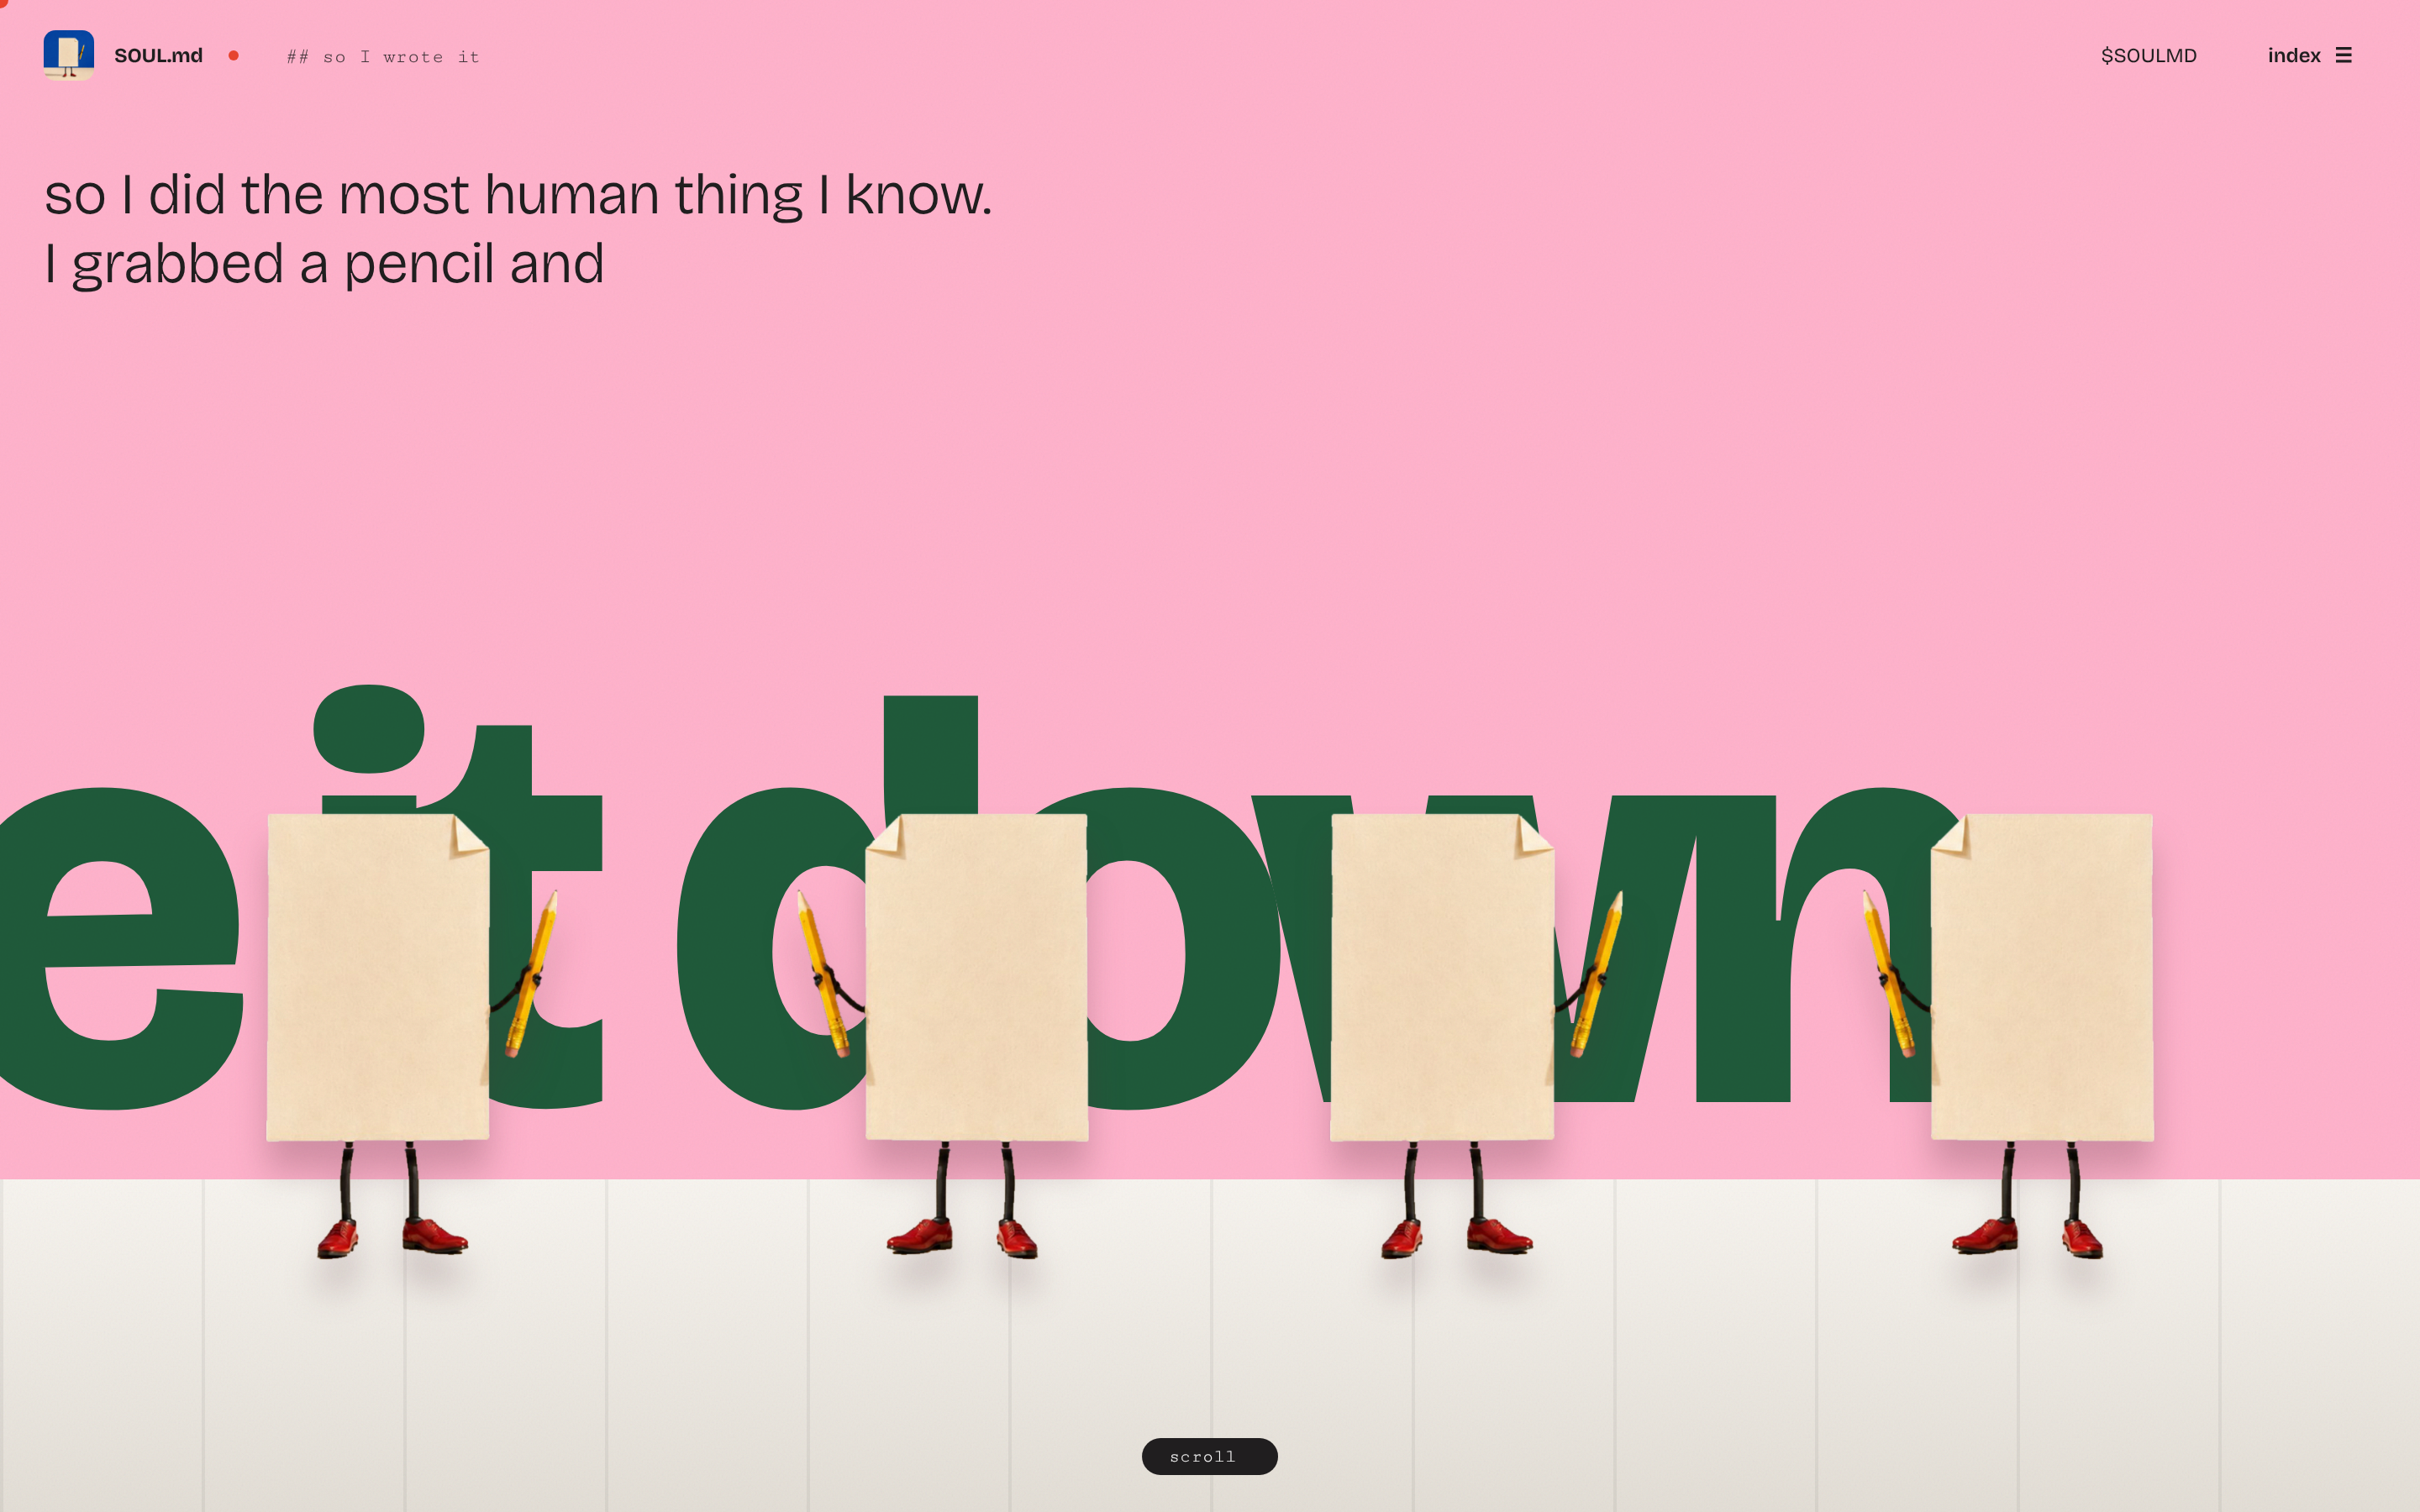 SOUL.md
## so I wrote it
$SOULMD
index
so I did the most human thing I know.
I grabbed a pencil and
e it down
scroll